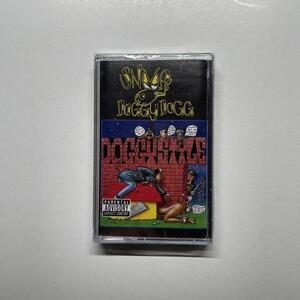 SNOOP
DOGGY DOGG
DOGGYSTYLE
PARENTAL
ADVISORY
EXPLICIT CONTENT